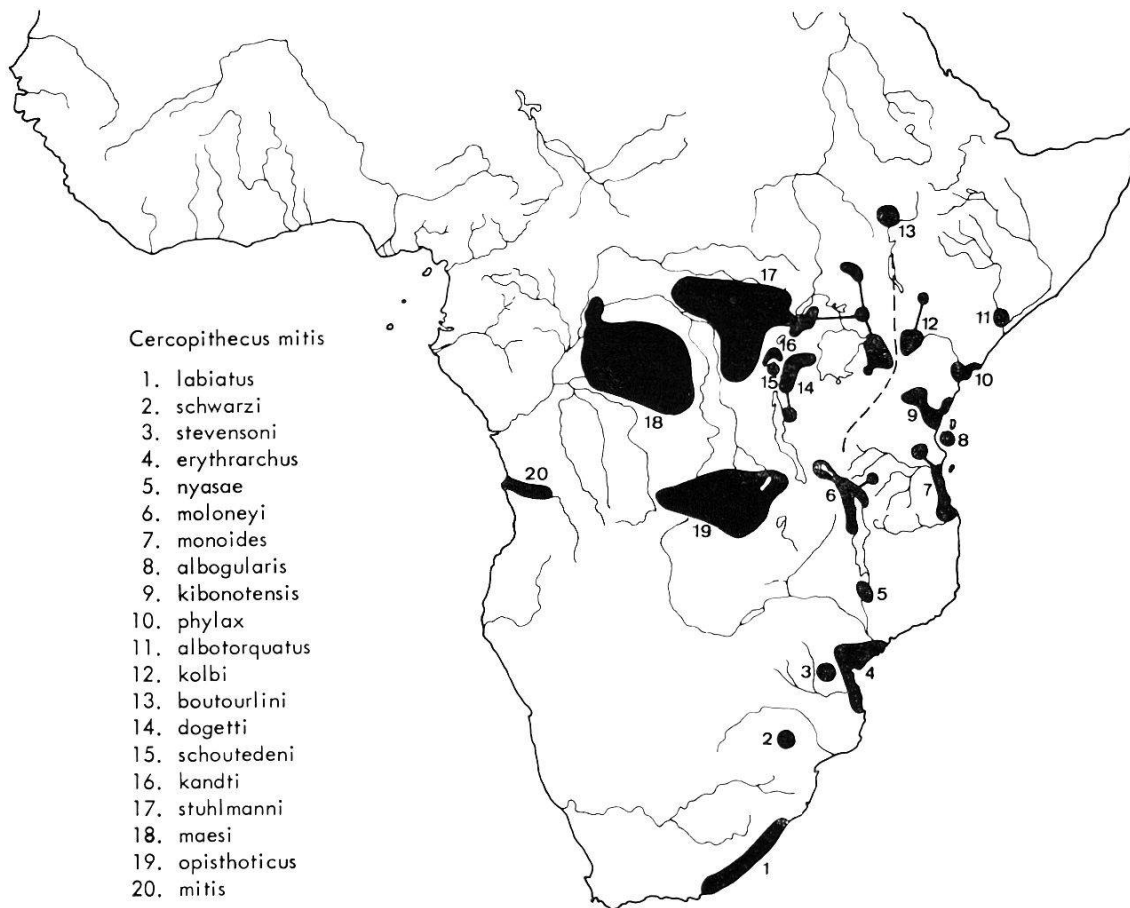 Cercopithecus mitis
1. labiatus
2. schwarzi
3. stevensoni
4. erythrarchus
5. nyasae
6. moloneyi
7. monoides
8. albogularis
9. kibonotensis
10. phylax
11. albotorquatus
12. kolbi
13. boutourlini
14. dogetti
15. schoutedeni
16. kandti
17. stuhlmanni
18. maesi
19. opisthoticus
20. mitis
13
17
11
12
16
10
15
14
9
18
8
20
6
7
19
5
3
4
2
1